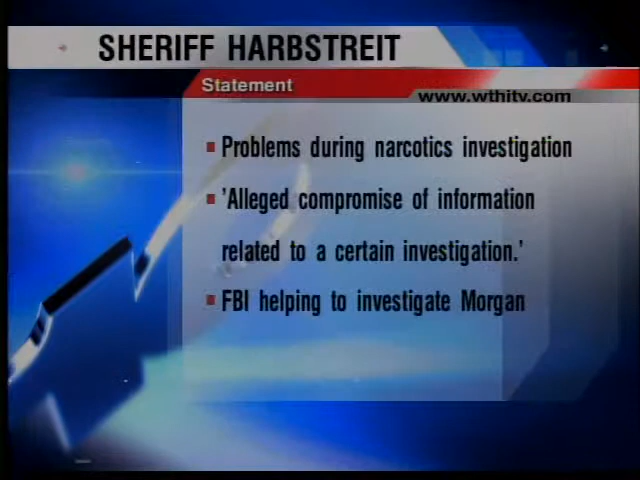 SHERIFF HARBSTREIT
Statement
www.wthitv.com
Problems during narcotics investigation
'Alleged compromise of information
related to a certain investigation.'
FBI helping to investigate Morgan